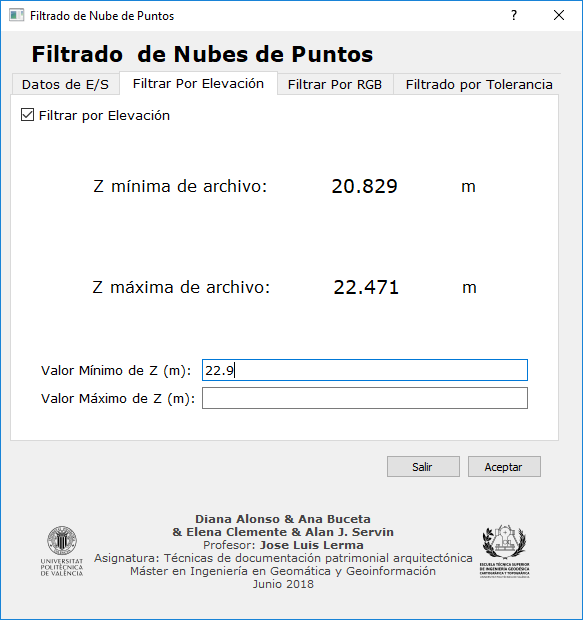 Filtrado de Nube de Puntos
Filtrado de Nubes de Puntos
Datos de E/S Filtrar Por Elevación Filtrar Por RGB Filtrado por Tolerancia
Filtrar por Elevación
Z mínima de archivo: 20.829 m
Z máxima de archivo: 22.471 m
Valor Mínimo de Z (m): 22.9
Valor Máximo de Z (m):
Salir Aceptar
Diana Alonso & Ana Buceta
& Elena Clemente & Alan J. Servin
Profesor: Jose Luis Lerma
Asignatura: Técnicas de documentación patrimonial arquitectónica
Máster en Ingeniería en Geomática y Geoinformación
Junio 2018
UNIVERSITAT
POLITÈCNICA
DE VALÈNCIA
ESCUELA TÉCNICA SUPERIOR
DE INGENIERÍA GEODÉSICA
CARTOGRÁFICA Y TOPOGRÁFICA